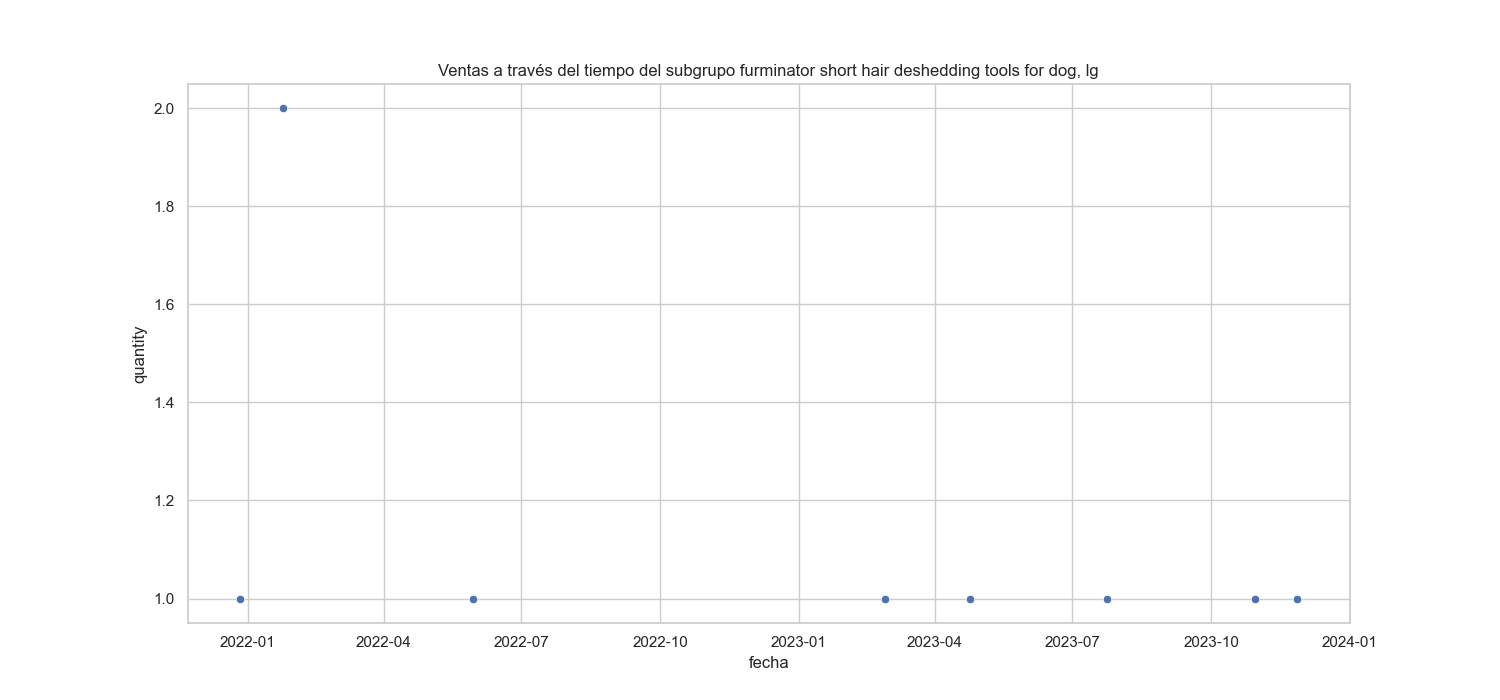 Ventas a través del tiempo del subgrupo furminator short hair deshedding tools for dog, lg
2.0
1.8
1.6
1.4
1.2
1.0
quantity
2022-01 2022-04 2022-07 2022-10 2023-01 2023-04 2023-07 2023-10 2024-01
fecha